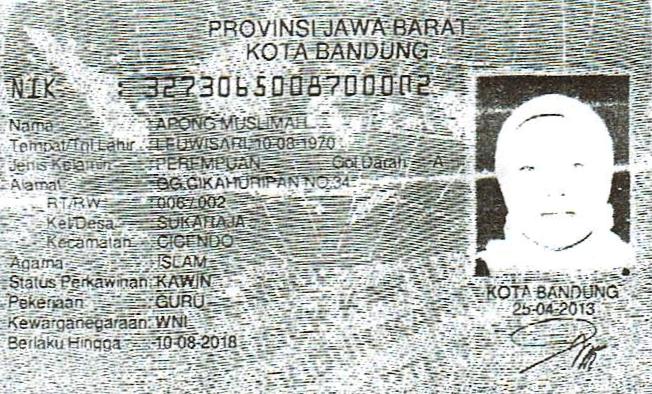 PROVINSI JAWA BARAT
KOTA BANDUNG
NIK : 3273065008700002
Nama : APONG MUSLIMAH
Tempat/Tgl Lahir : LEUWISARI, 10-08-1970
Jenis Kelamin : PEREMPUAN Gol Darah : A
Alamat : GG.CIKAHURIPAN NO.34
RT/RW : 006/002
Kel/Desa : SUKARAJA
Kecamatan : CICENDO
Agama : ISLAM
Status Perkawinan: KAWIN
Pekerjaan : GURU
Kewarganegaraan: WNI
Berlaku Hingga : 10-08-2018
KOTA BANDUNG
25-04-2013